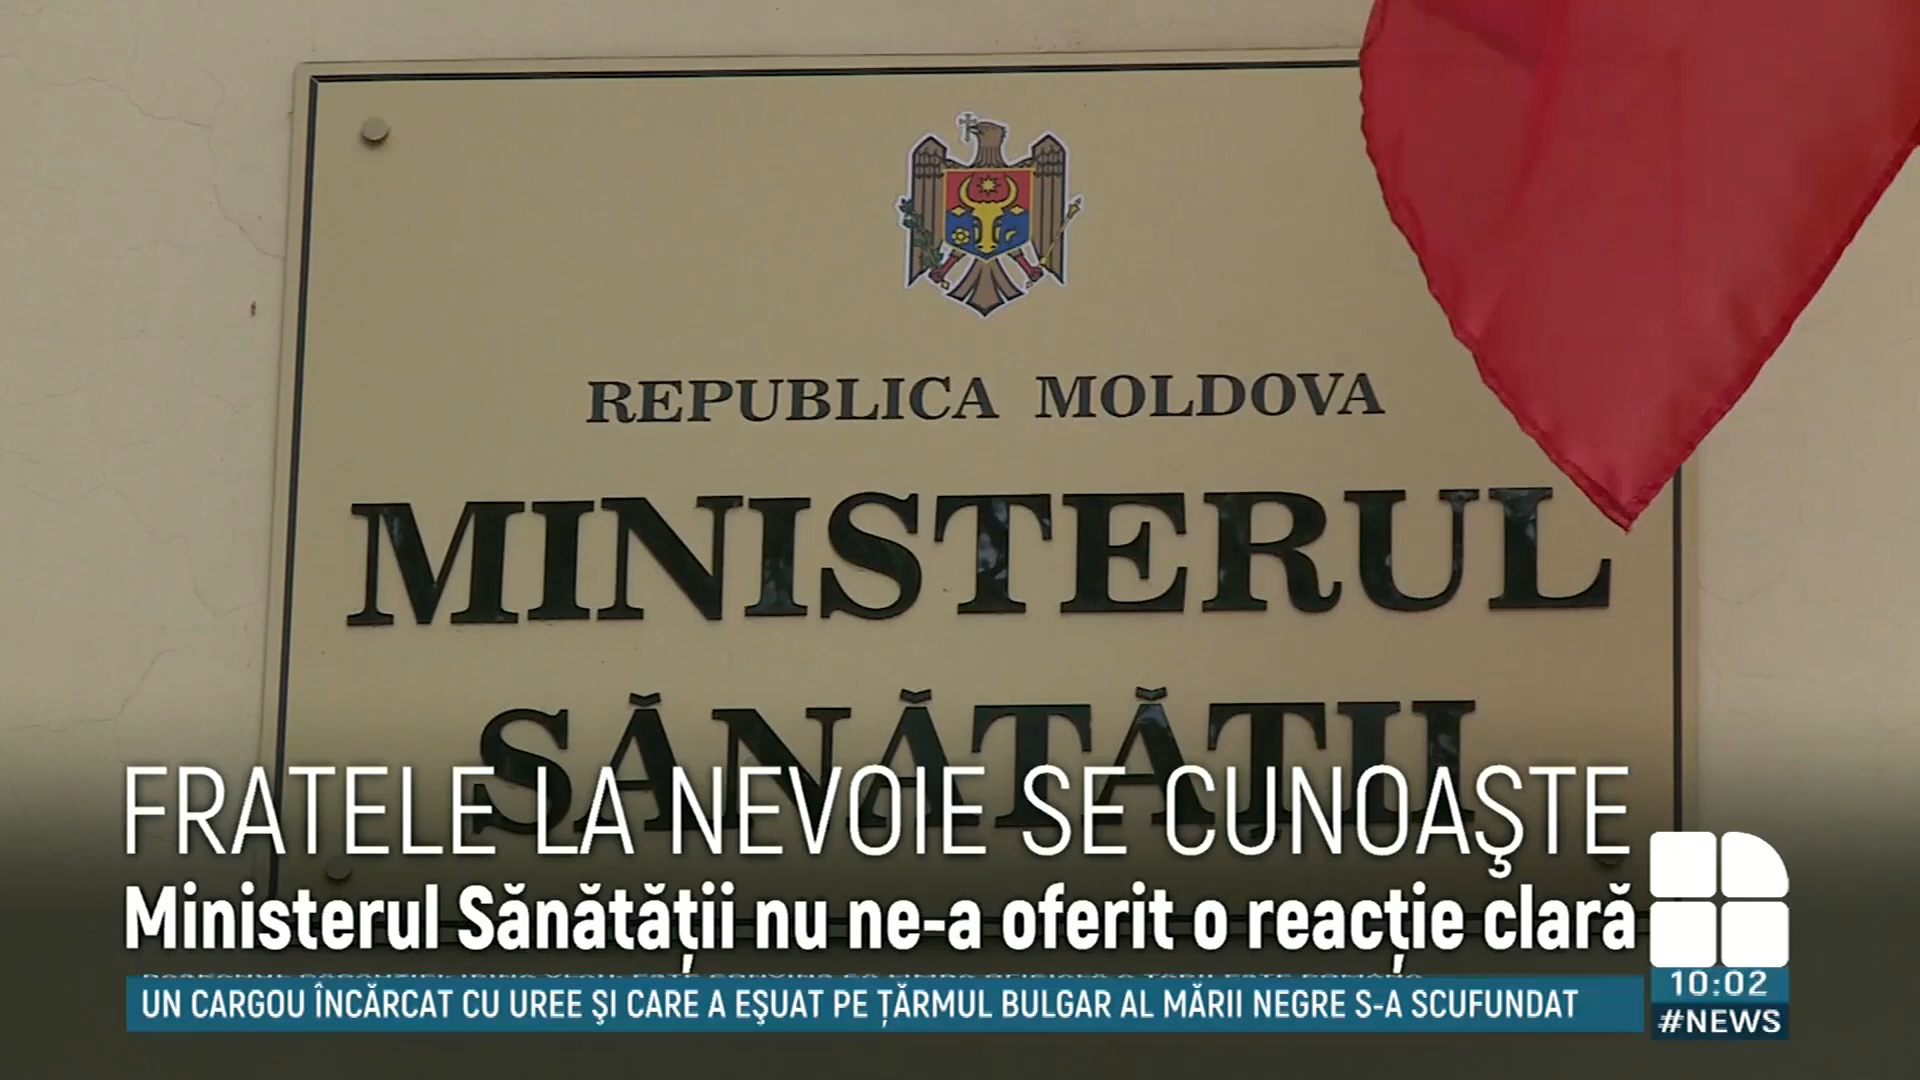 REPUBLICA MOLDOVA
MINISTERUL
SĂNĂTĂŢII
FRATELE LA NEVOIE SE CUNOAŞTE
Ministerul Sănătății nu ne-a oferit o reacție clară
UN CARGOU ÎNCĂRCAT CU UREE ŞI CARE A EŞUAT PE ȚĂRMUL BULGAR AL MĂRII NEGRE S-A SCUFUNDAT
10:02
#NEWS